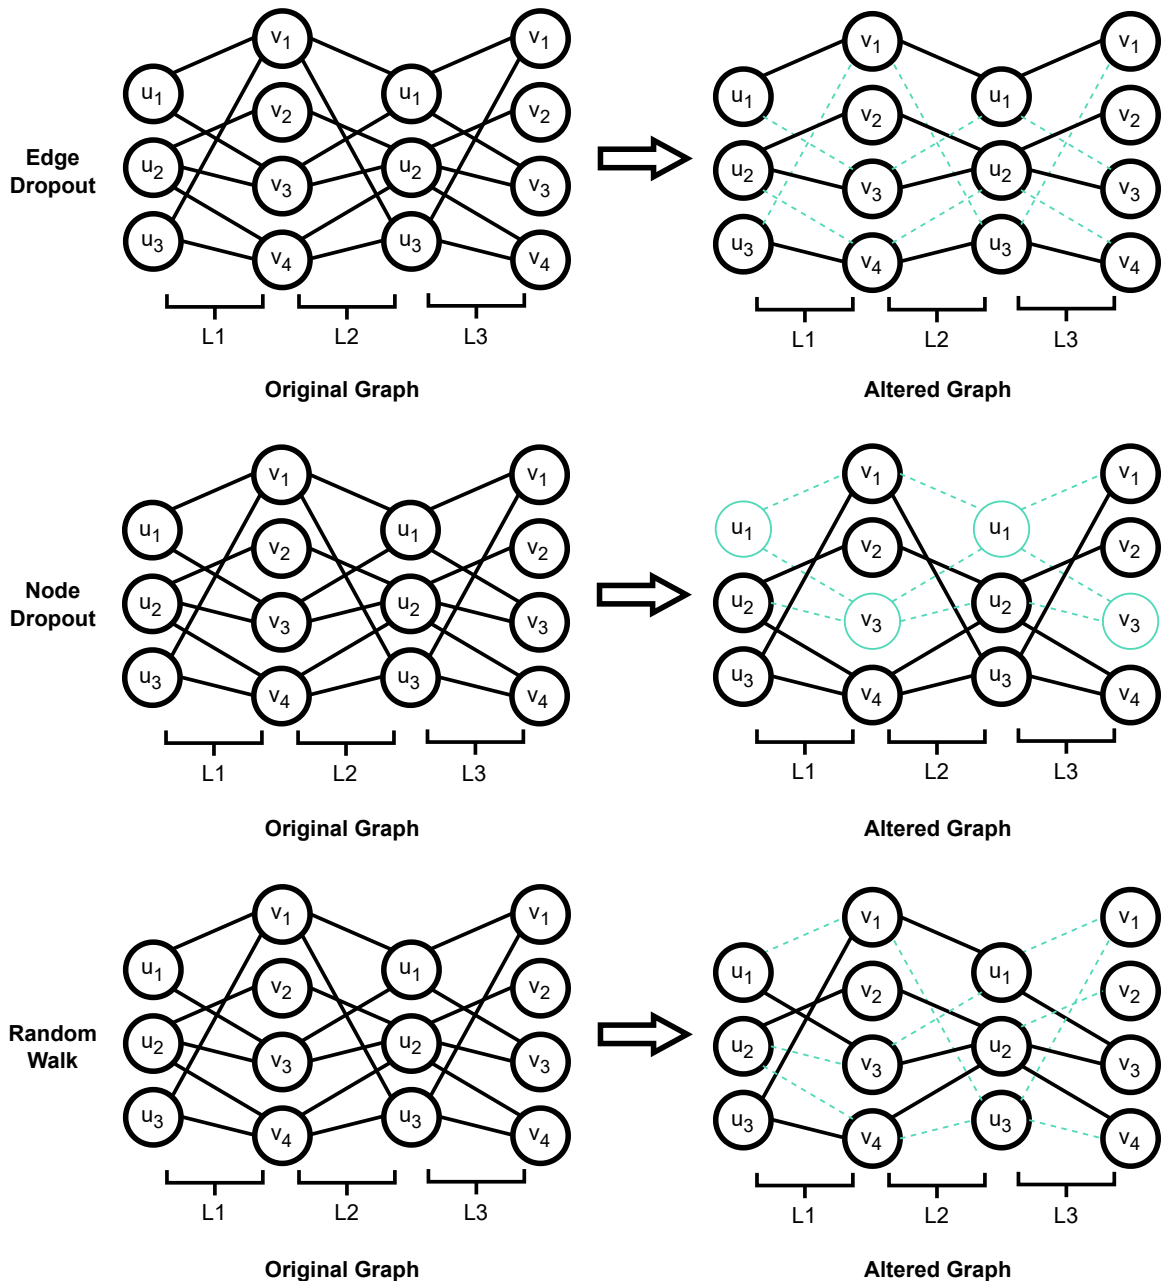 Edge
Dropout
u1
u2
u3
v1
v2
v3
v4
u1
u2
u3
v1
v2
v3
v4
L1
L2
L3
Original Graph
u1
u2
u3
v1
v2
v3
v4
u1
u2
u3
v1
v2
v3
v4
L1
L2
L3
Altered Graph
Node
Dropout
u1
u2
u3
v1
v2
v3
v4
u1
u2
u3
v1
v2
v3
v4
L1
L2
L3
Original Graph
u1
u2
u3
v1
v2
v3
v4
u1
u2
u3
v1
v2
v3
v4
L1
L2
L3
Altered Graph
Random
Walk
u1
u2
u3
v1
v2
v3
v4
u1
u2
u3
v1
v2
v3
v4
L1
L2
L3
Original Graph
u1
u2
u3
v1
v2
v3
v4
u1
u2
u3
v1
v2
v3
v4
L1
L2
L3
Altered Graph